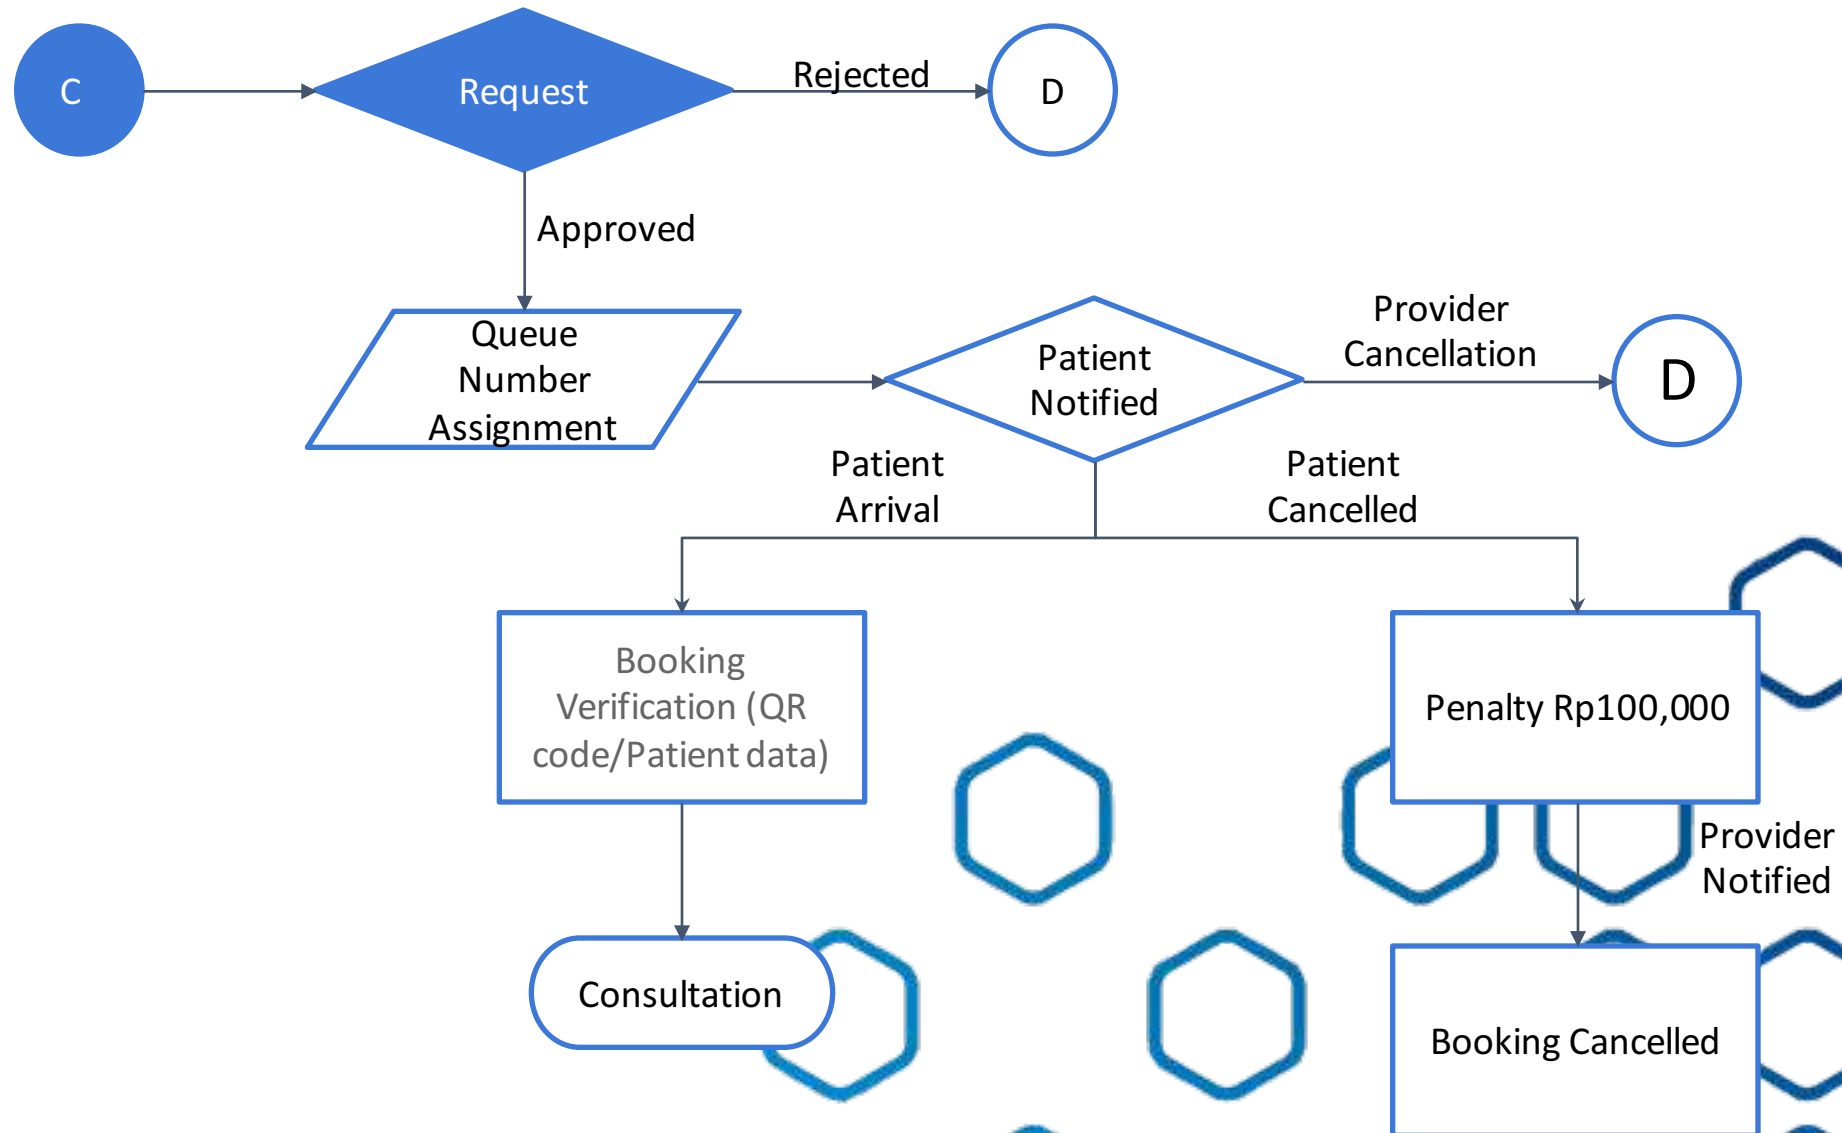 C
Request
Rejected
D
Approved
Queue
Number
Assignment
Patient
Notified
Provider
Cancellation
D
Patient
Arrival
Patient
Cancelled
Booking
Verification (QR
code/Patient data)
Penalty Rp100,000
Provider
Notified
Consultation
Booking Cancelled